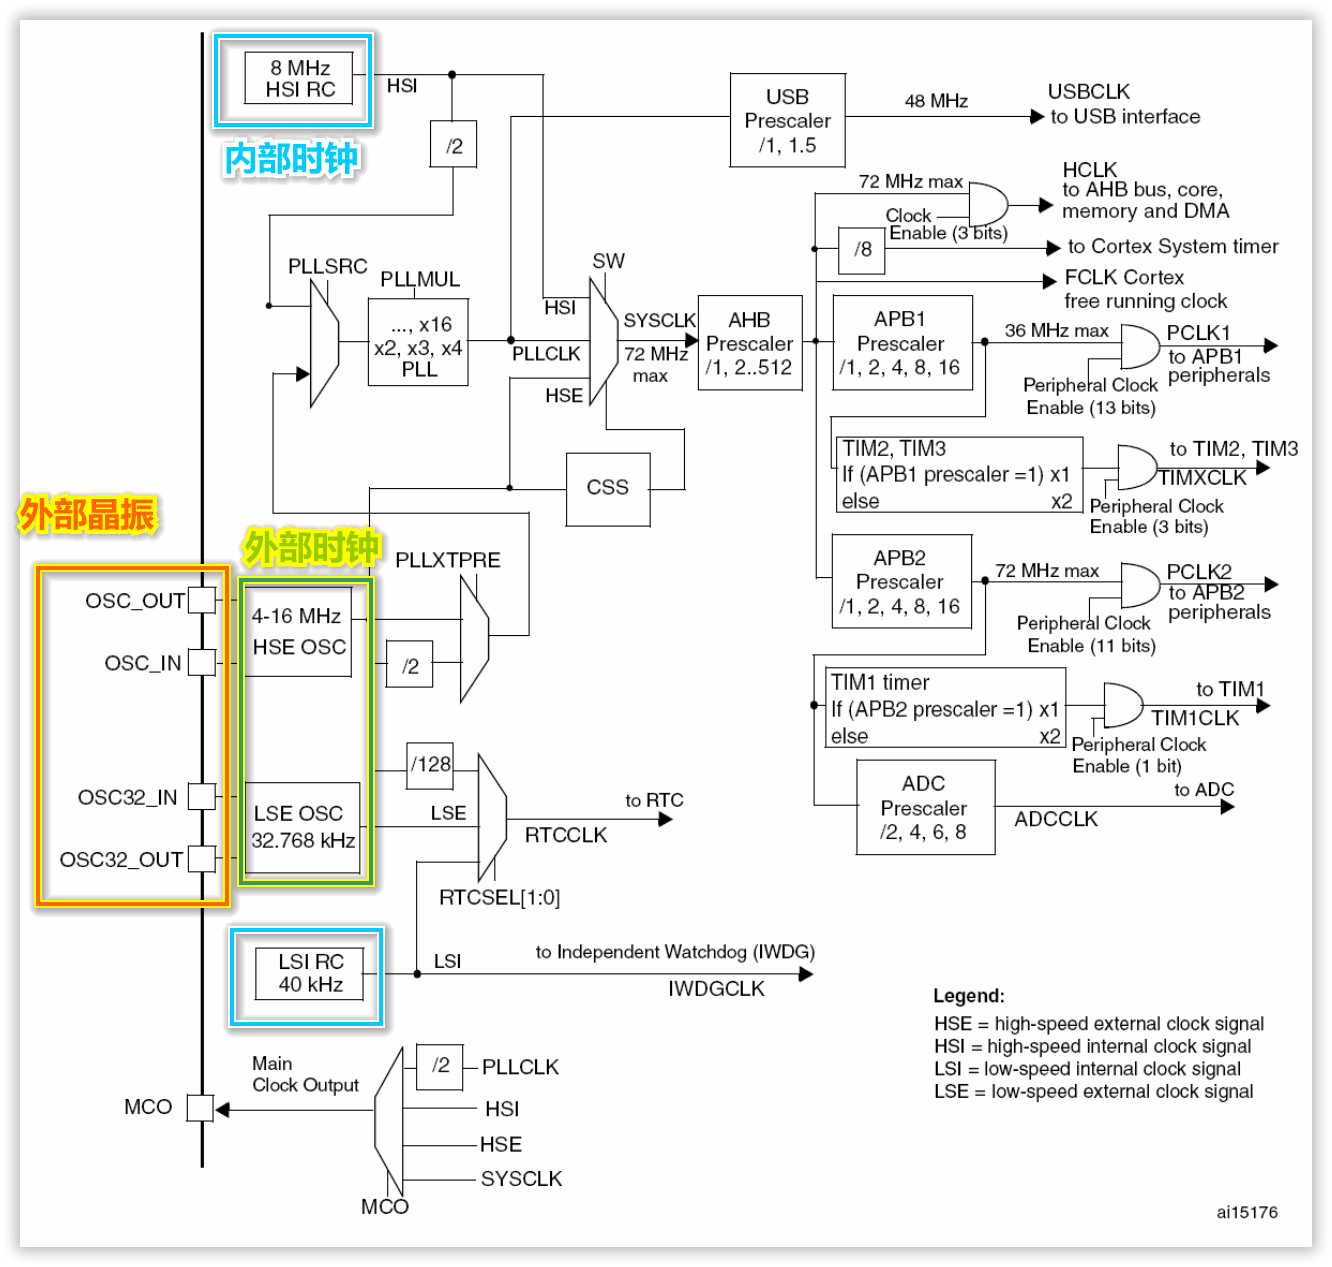 8 MHz
HSI RC
HSI
内部时钟
/2
USB
Prescaler
/1, 1.5
48 MHz
USBCLK
to USB interface
72 MHz max
Clock
Enable (3 bits)
HCLK
to AHB bus, core,
memory and DMA
/8
to Cortex System timer
FCLK Cortex
free running clock
PLLSRC
PLLMUL
..., x16
x2, x3, x4
PLL
SW
HSI
PLLCLK
HSE
SYSCLK
72 MHz
max
AHB
Prescaler
/1, 2..512
APB1
Prescaler
/1, 2, 4, 8, 16
36 MHz max
PCLK1
to APB1
peripherals
Peripheral Clock
Enable (13 bits)
TIM2, TIM3
If (APB1 prescaler =1) x1
else x2
to TIM2, TIM3
TIMXCLK
Peripheral Clock
Enable (3 bits)
CSS
外部晶振
外部时钟
PLLXTPRE
OSC_OUT
OSC_IN
4-16 MHz
HSE OSC
/2
APB2
Prescaler
/1, 2, 4, 8, 16
72 MHz max
PCLK2
to APB2
peripherals
Peripheral Clock
Enable (11 bits)
TIM1 timer
If (APB2 prescaler =1) x1
else x2
to TIM1
TIM1CLK
Peripheral Clock
Enable (1 bit)
ADC
Prescaler
/2, 4, 6, 8
to ADC
ADCCLK
/128
OSC32_IN
OSC32_OUT
LSE OSC
32.768 kHz
LSE
to RTC
RTCCLK
RTCSEL[1:0]
LSI RC
40 kHz
LSI
to Independent Watchdog (IWDG)
IWDGCLK
Legend:
HSE = high-speed external clock signal
HSI = high-speed internal clock signal
LSI = low-speed internal clock signal
LSE = low-speed external clock signal
Main
Clock Output
MCO
/2
PLLCLK
HSI
HSE
SYSCLK
MCO
ai15176